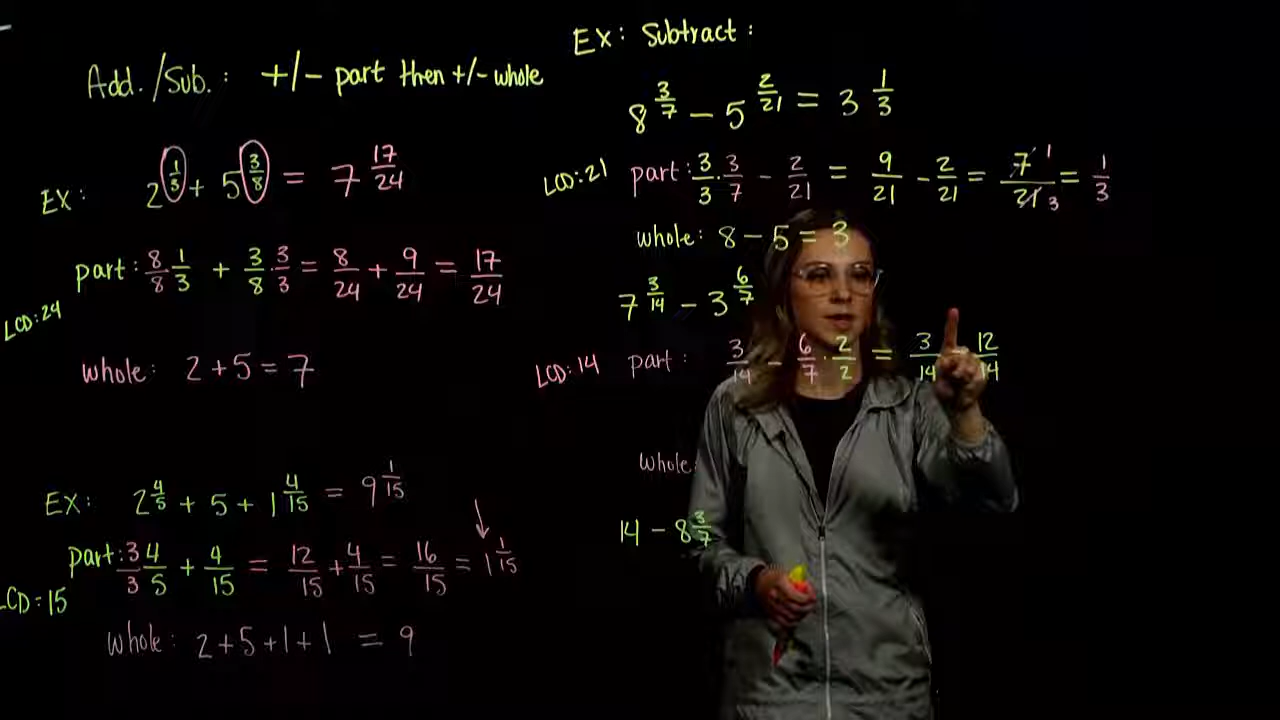 Add./Sub.: +/- part then +/- whole
EX: 2 1/3 + 5 3/8 = 7 17/24
LCD:24
part: 8/8 1/3 + 3/8 · 3/3 = 8/24 + 9/24 = 17/24
whole: 2+5=7
EX: 2 4/5 + 5 + 1 4/15 = 9 1/15
LCD=15
part: 3/3 4/5 + 4/15 = 12/15 + 4/15 = 16/15 = 1 1/15
whole: 2+5+1+1 = 9
EX: Subtract:
8 3/7 - 5 2/21 = 3 1/3
LCD:21
part: 3/3 · 3/7 - 2/21 = 9/21 - 2/21 = 7 1/21 3 = 1/3
whole: 8-5=3
7 3/14 - 3 6/7
LCD:14
part: 3/14 - 6/7 · 2/2 = 3/14 - 12/14
whole:
14 - 8 3/7